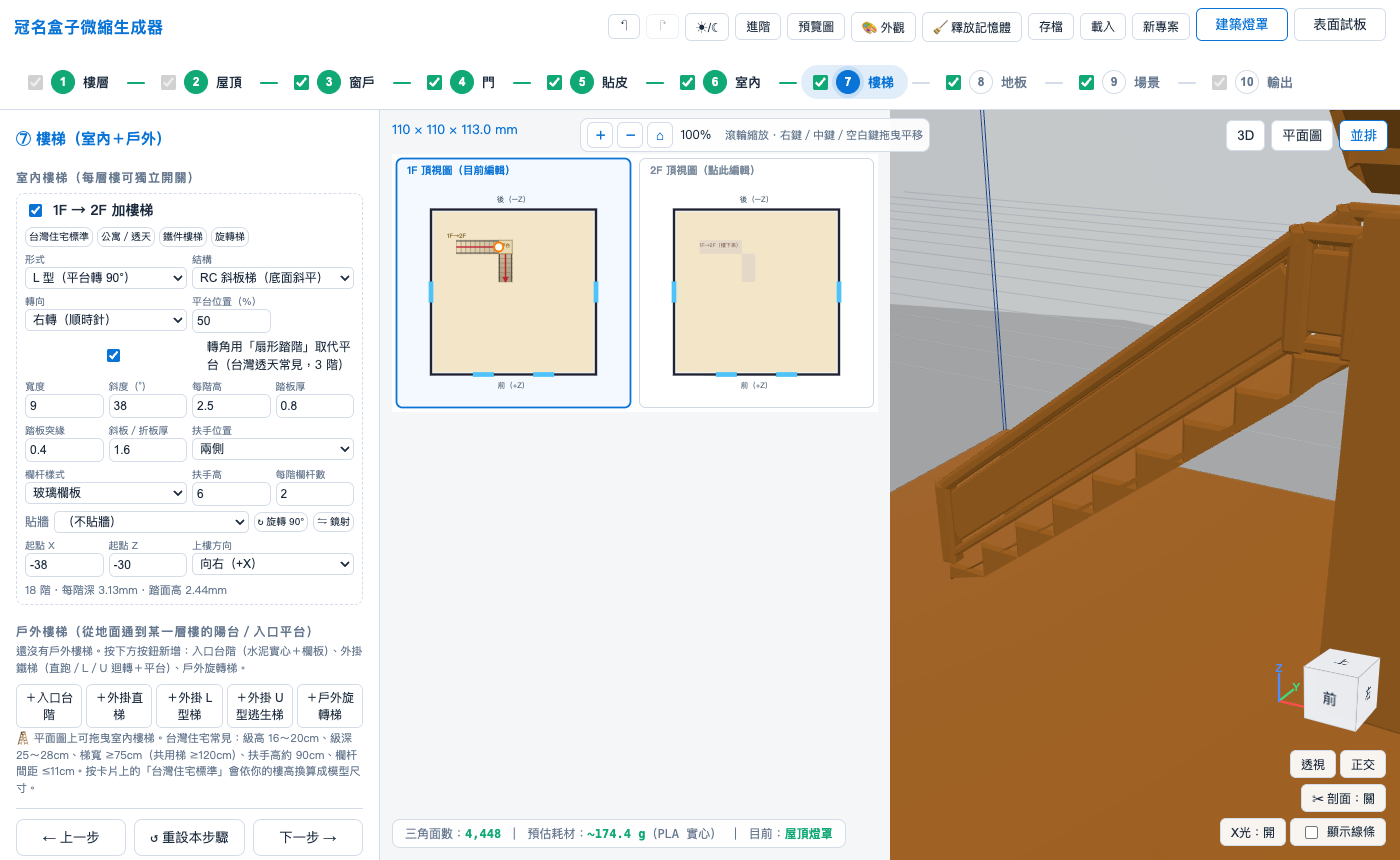 冠名盒子微縮生成器
☀/☾
進階
預覽圖
🎨 外觀
🧹 釋放記憶體
存檔
載入
新專案
建築燈罩
表面試板
1 樓層
2 屋頂
3 窗戶
4 門
5 貼皮
6 室內
7 樓梯
8 地板
9 場景
10 輸出
⑦ 樓梯（室內＋戶外）
室內樓梯（每層樓可獨立開關）
1F → 2F 加樓梯
台灣住宅標準
公寓 / 透天
鐵件樓梯
旋轉梯
形式
結構
L 型（平台轉 90°）
RC 斜板梯（底面斜平）
轉向
平台位置（%）
右轉（順時針）
50
轉角用「扇形踏階」取代平
台（台灣透天常見，3 階）
寬度
斜度（°）
每階高
踏板厚
9
38
2.5
0.8
踏板突緣
斜板 / 折板厚
扶手位置
0.4
1.6
兩側
欄杆樣式
扶手高
每階欄杆數
玻璃欄板
6
2
貼牆
（不貼牆）
↻ 旋轉 90°
⇋ 鏡射
起點 X
起點 Z
上樓方向
-38
-30
向右（+X）
18 階 · 每階深 3.13mm · 踏面高 2.44mm
戶外樓梯（從地面通到某一層樓的陽台 / 入口平台）
還沒有戶外樓梯。按下方按鈕新增：入口台階（水泥實心＋欄板）、外掛
鐵梯（直跑 / L / U 迴轉＋平台）、戶外旋轉梯。
＋入口台
階
＋外掛直
梯
＋外掛 L
型梯
＋外掛 U
型逃生梯
＋戶外旋
轉梯
🪜 平面圖上可拖曳室內樓梯。台灣住宅常見：級高 16～20cm、級深
25～28cm、梯寬 ≥75cm（共用梯 ≥120cm）、扶手高約 90cm、欄杆
間距 ≤11cm。按卡片上的「台灣住宅標準」會依你的樓高換算成模型尺
寸。
← 上一步
↺ 重設本步驟
下一步 →
110 × 110 × 113.0 mm
+
−
⌂
100%
滾輪縮放 · 右鍵 / 中鍵 / 空白鍵拖曳平移
1F 頂視圖（目前編輯）
後（—Z）
1F→2F
前（+Z）
2F 頂視圖（點此編輯）
後（—Z）
1F→2F（樓下來）
前（+Z）
三角面數：4,448 | 預估耗材：~174.4 g (PLA 實心) | 目前：屋頂燈罩
3D
平面圖
並排
Z
Y
上
前
右
透視
正交
✂ 剖面：關
X光：開
顯示線條